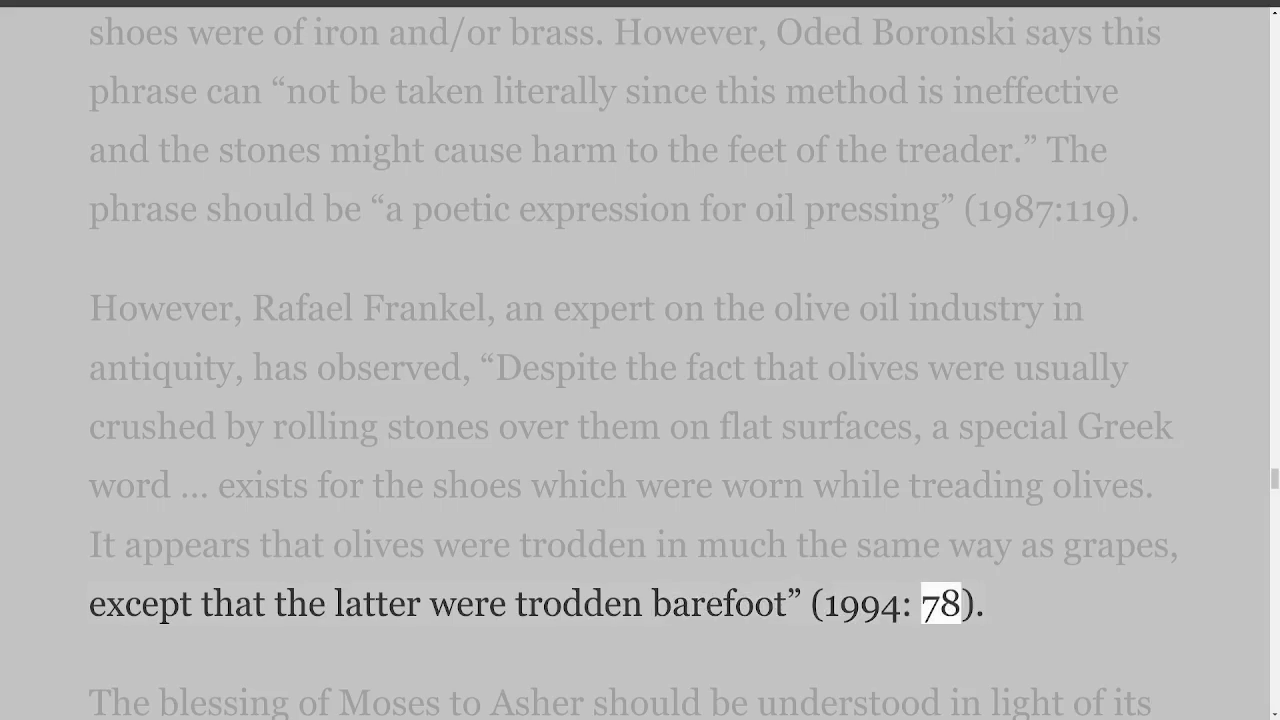 shoes were of iron and/or brass. However, Oded Boronski says this
phrase can “not be taken literally since this method is ineffective
and the stones might cause harm to the feet of the treader.” The
phrase should be “a poetic expression for oil pressing” (1987:119).
However, Rafael Frankel, an expert on the olive oil industry in
antiquity, has observed, “Despite the fact that olives were usually
crushed by rolling stones over them on flat surfaces, a special Greek
word ... exists for the shoes which were worn while treading olives.
It appears that olives were trodden in much the same way as grapes,
except that the latter were trodden barefoot” (1994: 78).
The blessing of Moses to Asher should be understood in light of its